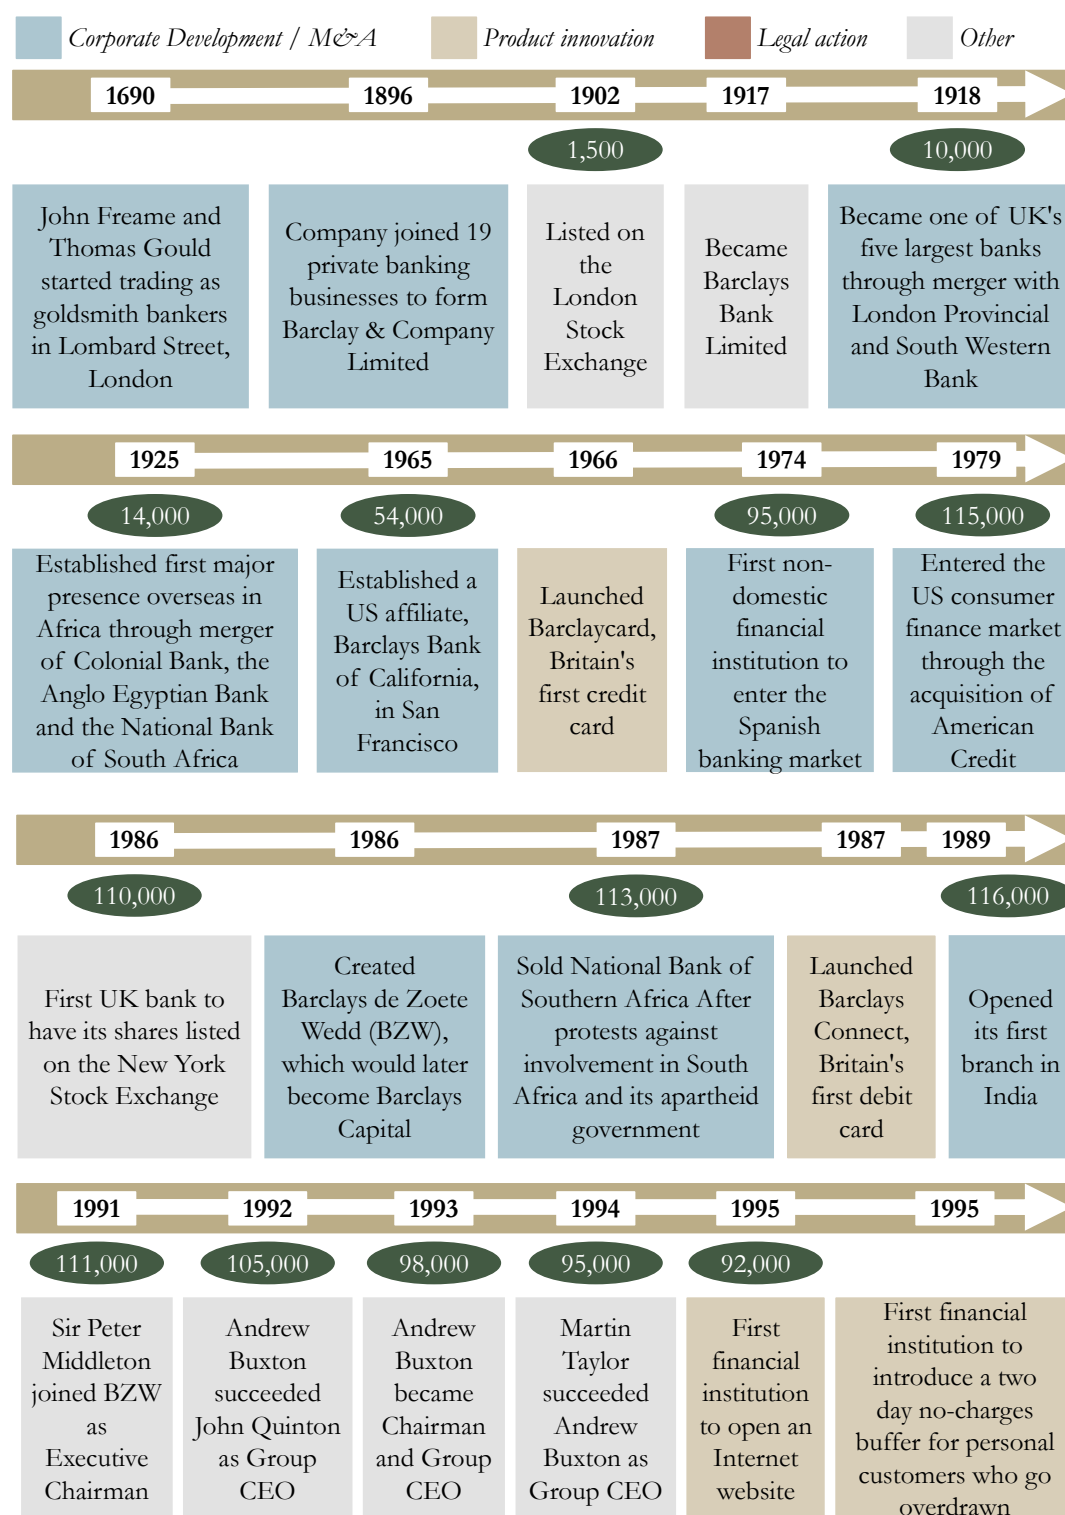 Corporate Development / M&A Product innovation Legal action Other
1690 1896 1902 1917 1918
1,500 10,000
John Freame and
Thomas Gould
started trading as
goldsmith bankers
in Lombard Street,
London
Company joined 19
private banking
businesses to form
Barclay & Company
Limited
Listed on
the
London
Stock
Exchange
Became
Barclays
Bank
Limited
Became one of UK's
five largest banks
through merger with
London Provincial
and South Western
Bank
1925 1965 1966 1974 1979
14,000 54,000 95,000 115,000
Established first major
presence overseas in
Africa through merger
of Colonial Bank, the
Anglo Egyptian Bank
and the National Bank
of South Africa
Established a
US affiliate,
Barclays Bank
of California,
in San
Francisco
Launched
Barclaycard,
Britain's
first credit
card
First non-
domestic
financial
institution to
enter the
Spanish
banking market
Entered the
US consumer
finance market
through the
acquisition of
American
Credit
1986 1986 1987 1987 1989
110,000 113,000 116,000
First UK bank to
have its shares listed
on the New York
Stock Exchange
Created
Barclays de Zoete
Wedd (BZW),
which would later
become Barclays
Capital
Sold National Bank of
Southern Africa After
protests against
involvement in South
Africa and its apartheid
government
Launched
Barclays
Connect,
Britain's
first debit
card
Opened
its first
branch in
India
1991 1992 1993 1994 1995 1995
111,000 105,000 98,000 95,000 92,000
Sir Peter
Middleton
joined BZW
as
Executive
Chairman
Andrew
Buxton
succeeded
John Quinton
as Group
CEO
Andrew
Buxton
became
Chairman
and Group
CEO
Martin
Taylor
succeeded
Andrew
Buxton as
Group CEO
First
financial
institution
to open an
Internet
website
First financial
institution to
introduce a two
day no-charges
buffer for personal
customers who go
overdrawn